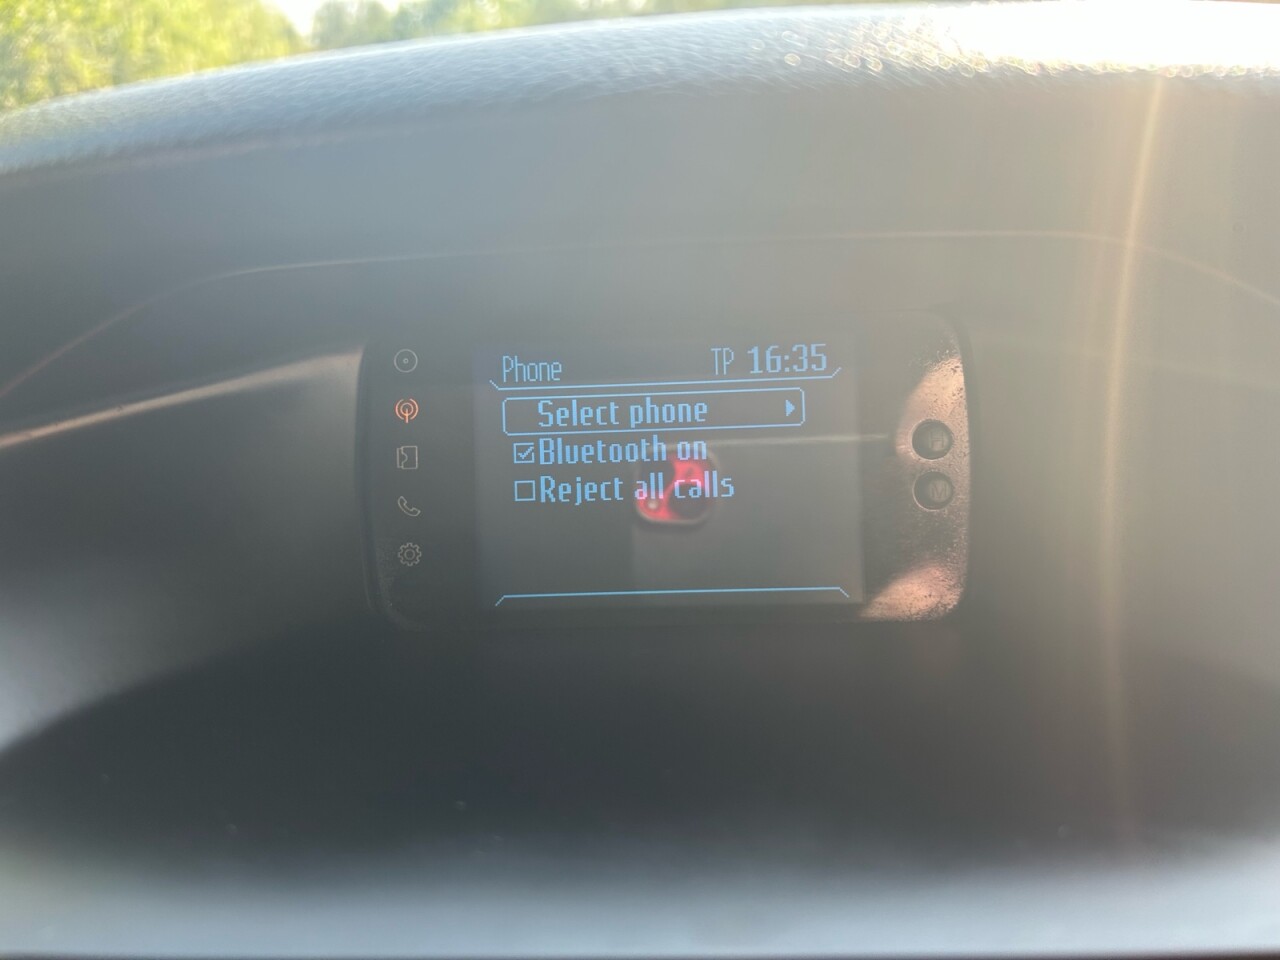 Phone TP 16:35
Select phone
Bluetooth on
Reject all calls